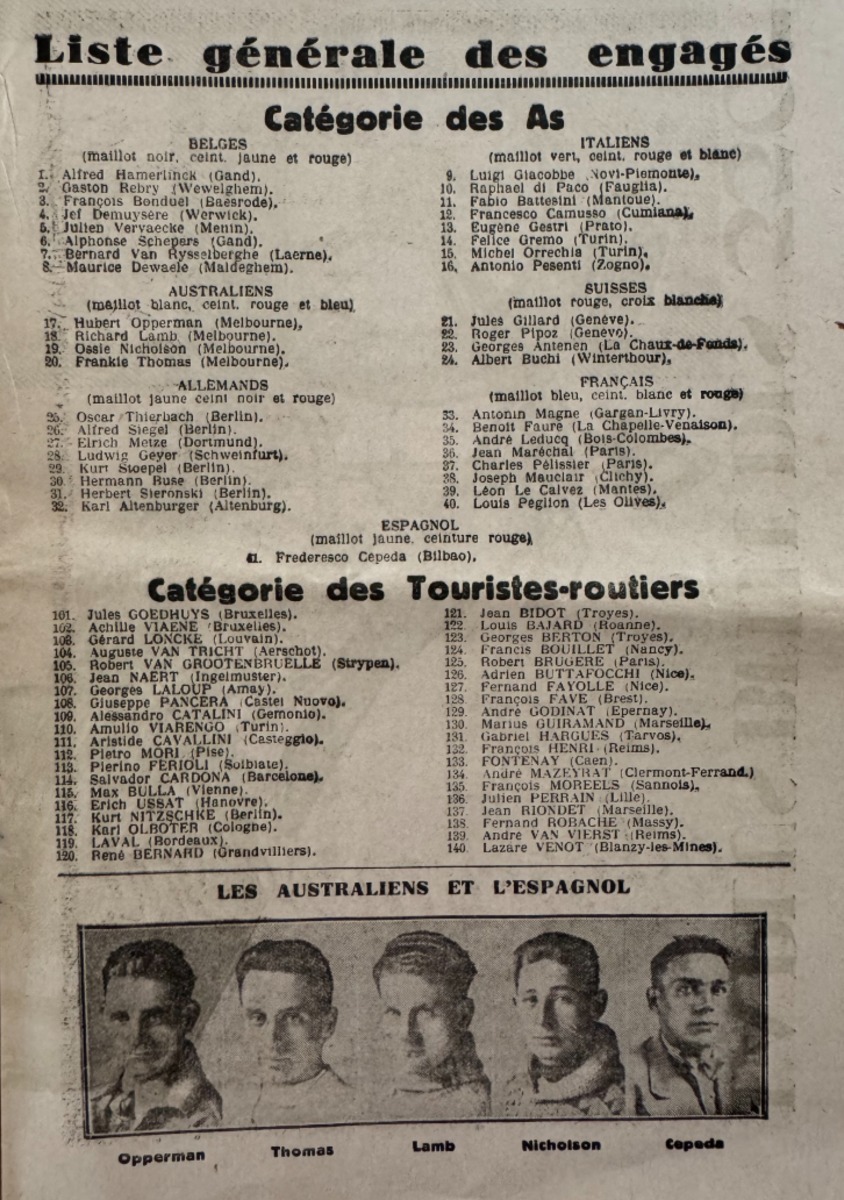 Liste générale des engagés
Catégorie des As
BELGES
(maillot noir, ceint. jaune et rouge)
1. Alfred Hamerlinck (Gand).
2. Gaston Rebry (Wewelghem).
3. François Bonduel (Baesrode).
4. Jef Demuysère (Werwick).
5. Julien Vervaecke (Menin).
6. Alphonse Schepers (Gand).
7. Bernard Van Rysselberghe (Laerne).
8. Maurice Dewaele (Maldeghem).
ITALIENS
(maillot vert, ceint. rouge et blanc)
9. Luigi Giacobbe (Novi-Piemonte).
10. Raphael di Paco (Fauglia).
11. Fabio Battesini (Mantoue).
12. Francesco Camusso (Cumiana).
13. Eugène Gestri (Prato).
14. Felice Gremo (Turin).
15. Michel Orrechia (Turin).
16. Antonio Pesenti (Zogno).
AUSTRALIENS
(maillot blanc, ceint. rouge et bleu)
17. Hubert Opperman (Melbourne).
18. Richard Lamb (Melbourne).
19. Ossie Nicholson (Melbourne).
20. Frankie Thomas (Melbourne).
SUISSES
(maillot rouge, croix blanche)
21. Jules Gillard (Genève).
22. Roger Pipoz (Genève).
23. Georges Antenen (La Chaux-de-Fonds).
24. Albert Buchi (Winterthour).
ALLEMANDS
(maillot jaune ceint noir et rouge)
25. Oscar Thierbach (Berlin).
26. Alfred Siegel (Berlin).
27. Elrich Metze (Dortmund).
28. Ludwig Geyer (Schweinfurt).
29. Kurt Stoepel (Berlin).
30. Hermann Buse (Berlin).
31. Herbert Sieronski (Berlin).
32. Karl Altenburger (Altenburg).
FRANÇAIS
(maillot bleu, ceint. blanc et rouge)
33. Antonin Magne (Gargan-Livry).
34. Benoit Faure (La Chapelle-Venaison).
35. André Leducq (Bois-Colombes).
36. Jean Maréchal (Paris).
37. Charles Pélissier (Paris).
38. Joseph Mauclair (Clichy).
39. Léon Le Calvez (Mantes).
40. Louis Peglion (Les Olives).
ESPAGNOL
(maillot jaune, ceinture rouge)
41. Frederesco Cepeda (Bilbao).
Catégorie des Touristes-routiers
101. Jules GOEDHUYS (Bruxelles).
102. Achille VIAENE (Bruxelles).
103. Gérard LONCKE (Louvain).
104. Auguste VAN TRICHT (Aerschot).
105. Robert VAN GROOTENBRUELLE (Strypen).
106. Jean NAERT (Ingelmuster).
107. Georges LALOUP (Amay).
108. Giuseppe PANCERA (Castel Nuovo).
109. Alessandro CATALINI (Gemonio).
110. Amulio VIARENGO (Turin).
111. Aristide CAVALLINI (Casteggio).
112. Pietro MORI (Pise).
113. Pierino FERIOLI (Solbiate).
114. Salvador CARDONA (Barcelone).
115. Max BULLA (Vienne).
116. Erich USSAT (Hanovre).
117. Kurt NITZSCHKE (Berlin).
118. Karl OLBOTER (Cologne).
119. LAVAL (Bordeaux).
120. René BERNARD (Grandvilliers).
121. Jean BIDOT (Troyes).
122. Louis BAJARD (Roanne).
123. Georges BERTON (Troyes).
124. Francis BOUILLET (Nancy).
125. Robert BRUGERE (Paris).
126. Adrien BUTTAFOCCHI (Nice).
127. Fernand FAYOLLE (Nice).
128. François FAVE (Brest).
129. André GODINAT (Epernay).
130. Marius GUIRAMAND (Marseille).
131. Gabriel HARGUES (Tarvos).
132. François HENRI (Reims).
133. FONTENAY (Caen).
134. André MAZEYRAT (Clermont-Ferrand.)
135. François MOREELS (Sannois).
136. Julien PERRAIN (Lille).
137. Jean RIONDET (Marseille).
138. Fernand ROBACHE (Massy).
139. André VAN VIERST (Reims).
140. Lazare VENOT (Blanzy-les-Mines).
LES AUSTRALIENS ET L'ESPAGNOL
Opperman Thomas Lamb Nicholson Cepeda